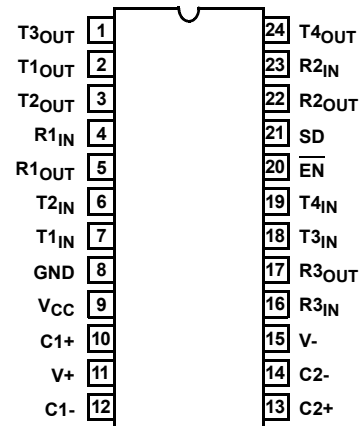 T3OUT 1 24 T4OUT
T1OUT 2 23 R2IN
T2OUT 3 22 R2OUT
R1IN 4 21 SD
R1OUT 5 20 E̅N̅
T2IN 6 19 T4IN
T1IN 7 18 T3IN
GND 8 17 R3OUT
VCC 9 16 R3IN
C1+ 10 15 V-
V+ 11 14 C2-
C1- 12 13 C2+